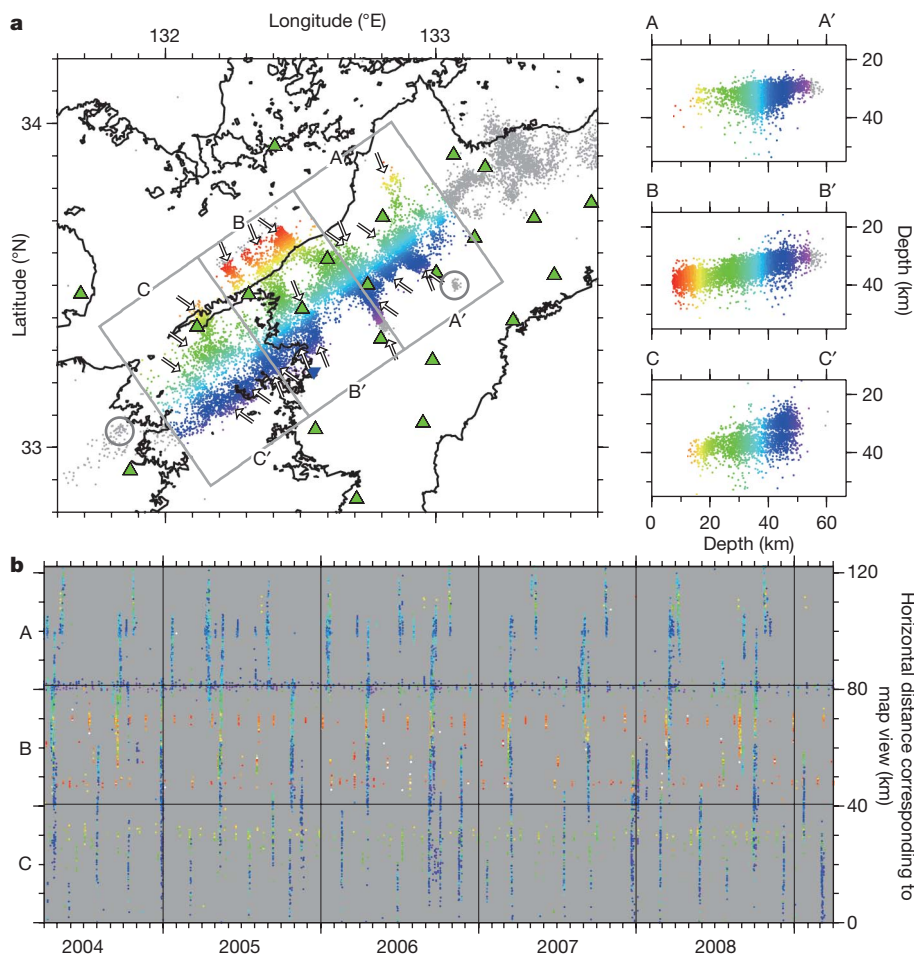 a
Longitude (°E)
132 133
Latitude (°N)
34
33
A
B
C
A′
B′
C′
A A′
20
40
B B′
20
40
Depth (km)
C C′
20
40
0 20 40 60
Depth (km)
b
A
B
C
120
80
40
0
Horizontal distance corresponding to
map view (km)
2004 2005 2006 2007 2008